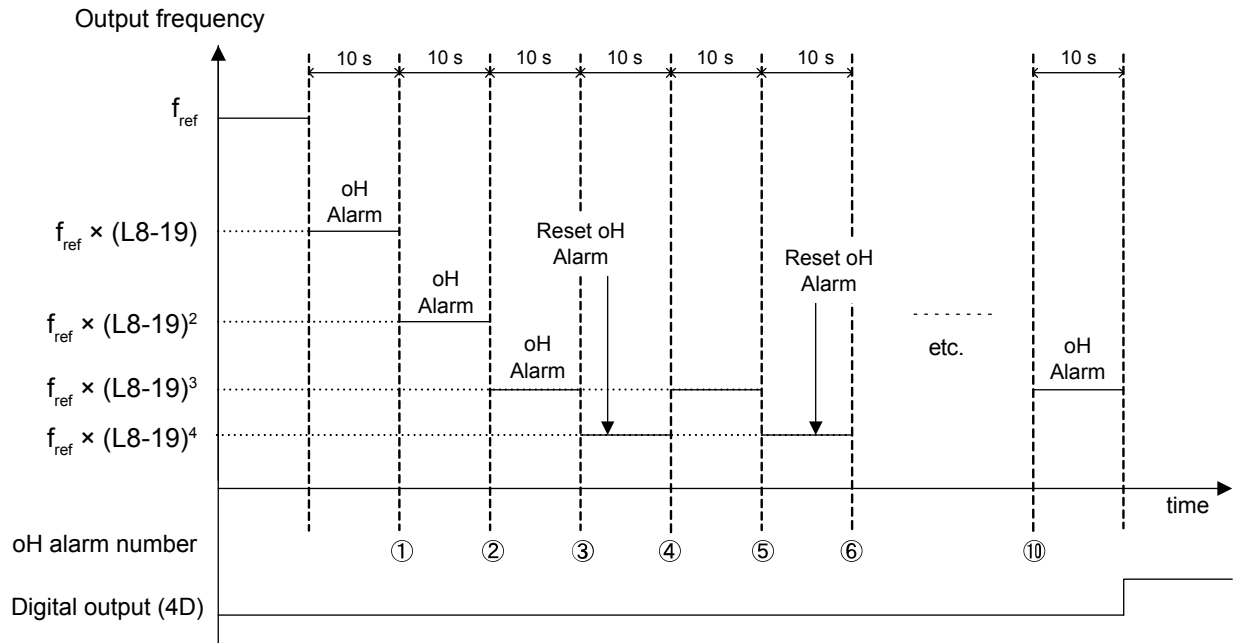 Output frequency
10 s 10 s 10 s 10 s 10 s 10 s 10 s
f_ref
oH
Alarm
f_ref × (L8-19)
Reset oH
Alarm
Reset oH
Alarm
oH
Alarm
f_ref × (L8-19)²
etc.
oH
Alarm
oH
Alarm
f_ref × (L8-19)³
f_ref × (L8-19)⁴
time
oH alarm number ① ② ③ ④ ⑤ ⑥ ⑩
Digital output (4D)